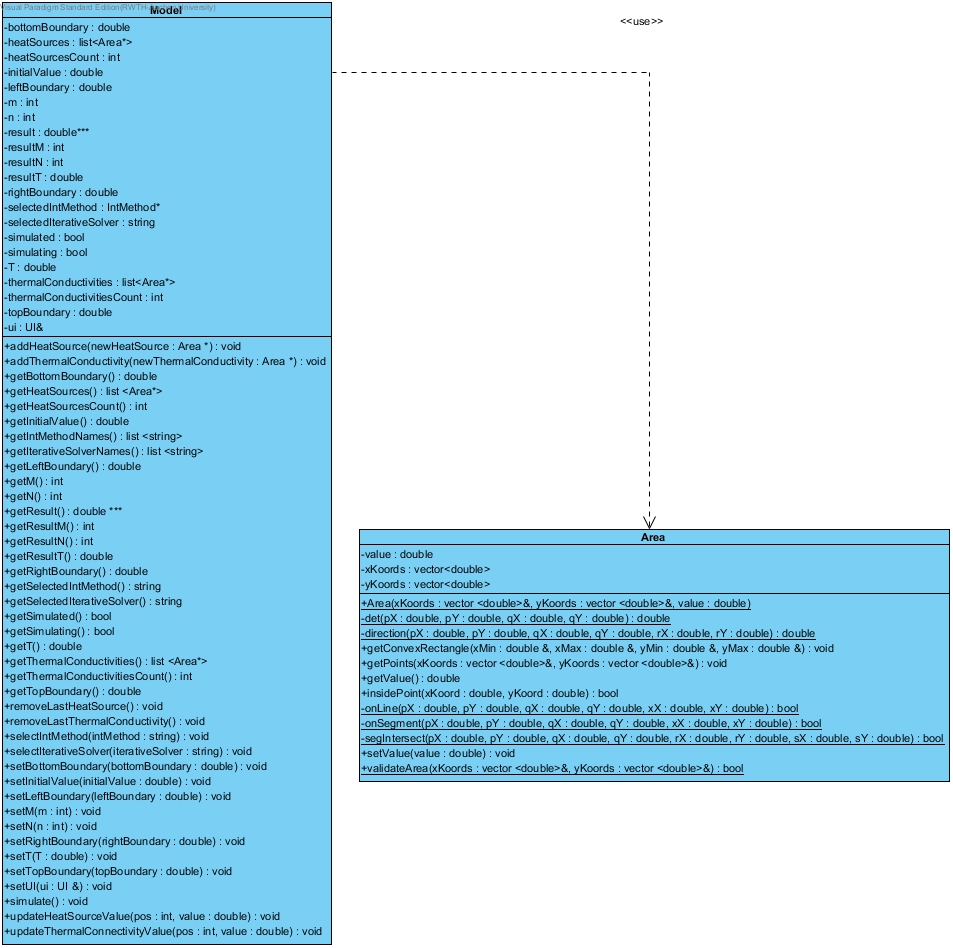 Visual Paradigm Standard Edition(RWTH University)
Model
-bottomBoundary : double
-heatSources : list<Area*>
-heatSourcesCount : int
-initialValue : double
-leftBoundary : double
-m : int
-n : int
-result : double***
-resultM : int
-resultN : int
-resultT : double
-rightBoundary : double
-selectedIntMethod : IntMethod*
-selectedIterativeSolver : string
-simulated : bool
-simulating : bool
-T : double
-thermalConductivities : list<Area*>
-thermalConductivitiesCount : int
-topBoundary : double
-ui : UI&
+addHeatSource(newHeatSource : Area *) : void
+addThermalConductivity(newThermalConductivity : Area *) : void
+getBottomBoundary() : double
+getHeatSources() : list <Area*>
+getHeatSourcesCount() : int
+getInitialValue() : double
+getIntMethodNames() : list <string>
+getIterativeSolverNames() : list <string>
+getLeftBoundary() : double
+getM() : int
+getN() : int
+getResult() : double ***
+getResultM() : int
+getResultN() : int
+getResultT() : double
+getRightBoundary() : double
+getSelectedIntMethod() : string
+getSelectedIterativeSolver() : string
+getSimulated() : bool
+getSimulating() : bool
+getT() : double
+getThermalConductivities() : list <Area*>
+getThermalConductivitiesCount() : int
+getTopBoundary() : double
+removeLastHeatSource() : void
+removeLastThermalConductivity() : void
+selectIntMethod(intMethod : string) : void
+selectIterativeSolver(iterativeSolver : string) : void
+setBottomBoundary(bottomBoundary : double) : void
+setInitialValue(initialValue : double) : void
+setLeftBoundary(leftBoundary : double) : void
+setM(m : int) : void
+setN(n : int) : void
+setRightBoundary(rightBoundary : double) : void
+setT(T : double) : void
+setTopBoundary(topBoundary : double) : void
+setUI(ui : UI &) : void
+simulate() : void
+updateHeatSourceValue(pos : int, value : double) : void
+updateThermalConnectivityValue(pos : int, value : double) : void
<<use>>
Area
-value : double
-xKoords : vector<double>
-yKoords : vector<double>
+Area(xKoords : vector <double>&, yKoords : vector <double>&, value : double)
-det(pX : double, pY : double, qX : double, qY : double) : double
-direction(pX : double, pY : double, qX : double, qY : double, rX : double, rY : double) : double
+getConvexRectangle(xMin : double &, xMax : double &, yMin : double &, yMax : double &) : void
+getPoints(xKoords : vector <double>&, yKoords : vector <double>&) : void
+getValue() : double
+insidePoint(xKoord : double, yKoord : double) : bool
-onLine(pX : double, pY : double, qX : double, qY : double, xX : double, xY : double) : bool
-onSegment(pX : double, pY : double, qX : double, qY : double, xX : double, xY : double) : bool
-segIntersect(pX : double, pY : double, qX : double, qY : double, rX : double, rY : double, sX : double, sY : double) : bool
+setValue(value : double) : void
+validateArea(xKoords : vector <double>&, yKoords : vector <double>&) : bool